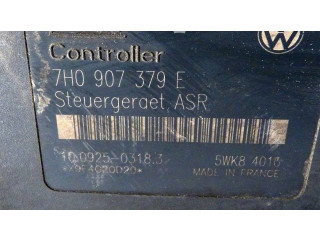 Controller
7H0 907 379 E
Steuergeraet ASR
10.0925-0318.3
5WK8 4010
*
MADE IN FRANCE